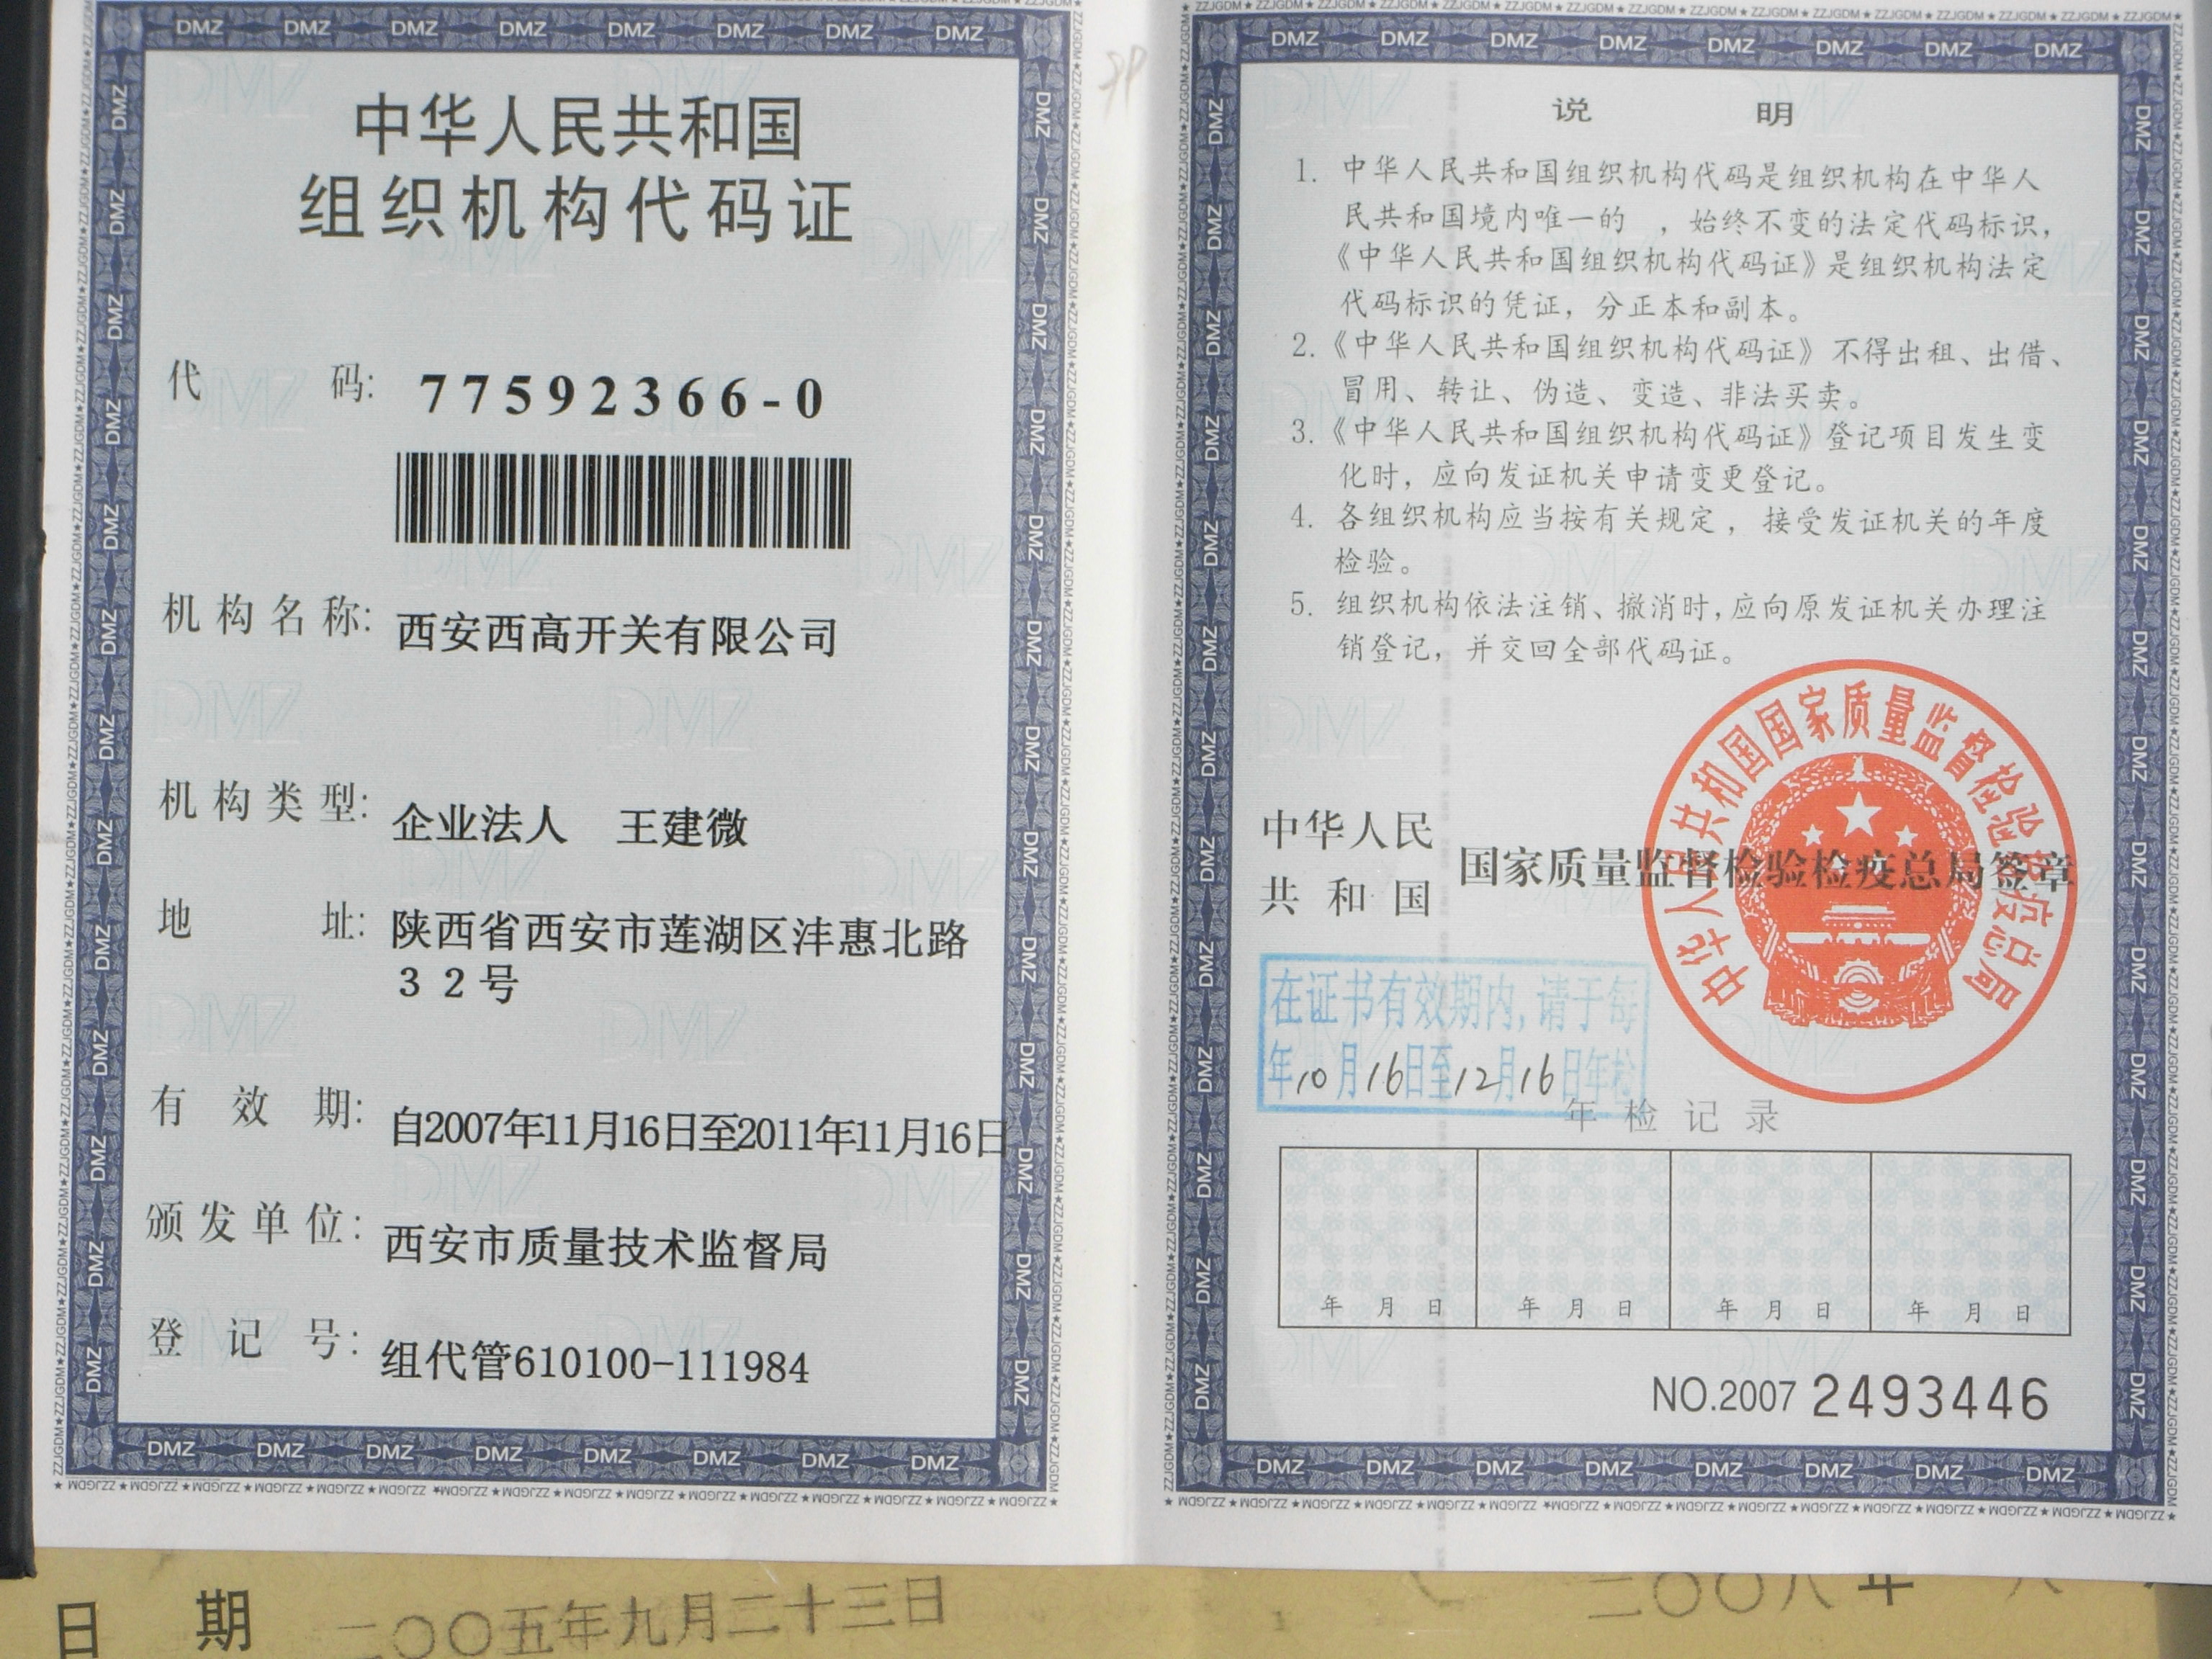 中华人民共和国
组织机构代码证
代 码: 77592366-0
机构名称: 西安西高开关有限公司
机构类型: 企业法人 王建微
地 址: 陕西省西安市莲湖区沣惠北路
32号
有 效 期: 自2007年11月16日至2011年11月16日
颁发单位: 西安市质量技术监督局
登 记 号: 组代管610100-111984
说 明
1. 中华人民共和国组织机构代码是组织机构在中华人
民共和国境内唯一的 ，始终不变的法定代码标识，
《中华人民共和国组织机构代码证》是组织机构法定
代码标识的凭证，分正本和副本。
2.《中华人民共和国组织机构代码证》不得出租、出借、
冒用、转让、伪造、变造、非法买卖。
3.《中华人民共和国组织机构代码证》登记项目发生变
化时，应向发证机关申请变更登记。
4. 各组织机构应当按有关规定，接受发证机关的年度
检验。
5. 组织机构依法注销、撤消时，应向原发证机关办理注
销登记，并交回全部代码证。
中华人民
共和国 国家质量监督检验检疫总局签章
中华人民共和国国家质量监督检验检疫总局
在证书有效期内，请于每
年10月16日至12月16日年检
年检记录
年 月 日 年 月 日 年 月 日 年 月 日
NO.2007 2493446
DMZ
ZZJGDM
日 期 二〇〇五年九月二十三日
二〇〇八年